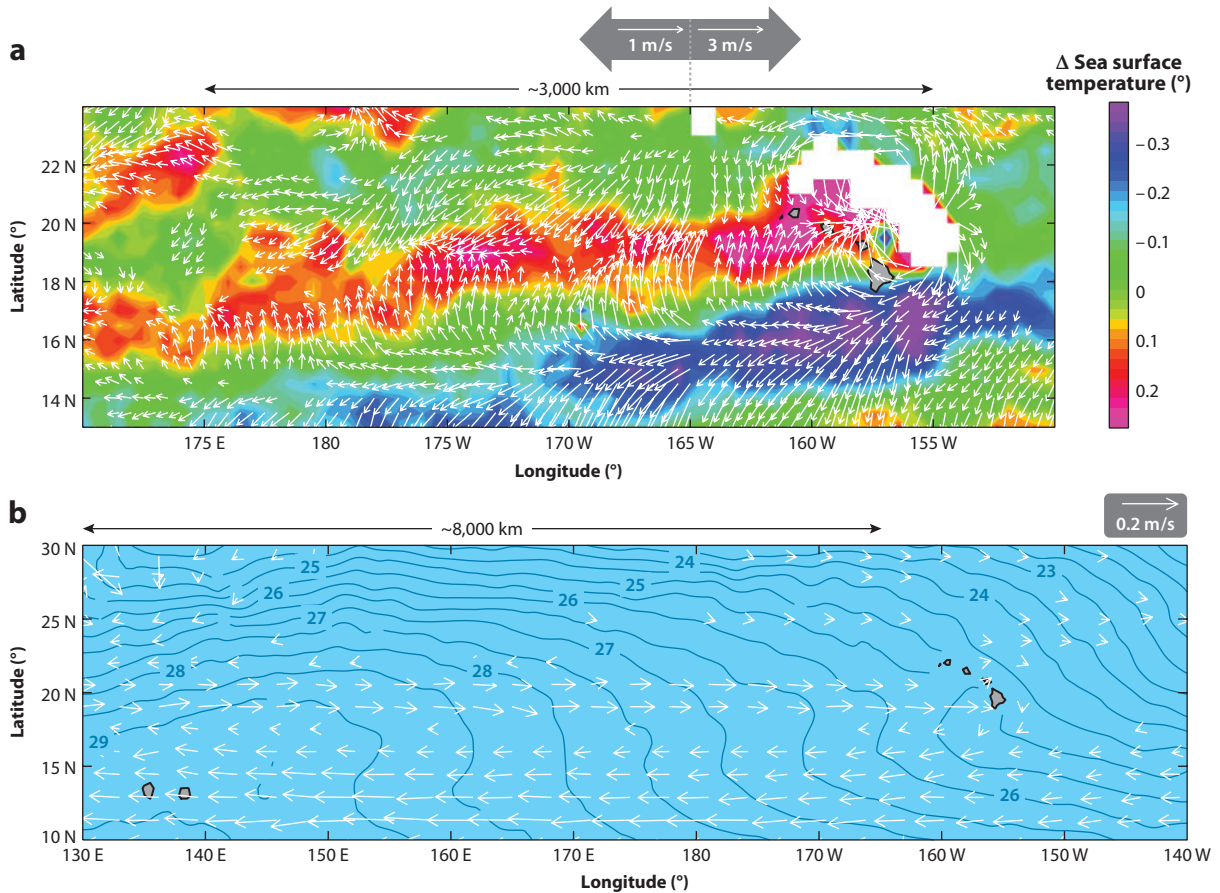 1 m/s 3 m/s
a
Δ Sea surface
temperature (°)
~3,000 km
– 0.3
– 0.2
– 0.1
0
0.1
0.2
22 N
20 N
18 N
16 N
14 N
Latitude (°)
175 E 180 175 W 170 W 165 W 160 W 155 W
Longitude (°)
b
~8,000 km
0.2 m/s
30 N
25 N
20 N
15 N
10 N
Latitude (°)
25 24 23
26 25 24
27 26
28 28 27
29
26
130 E 140 E 150 E 160 E 170 E 180 170 W 160 W 150 W 140 W
Longitude (°)